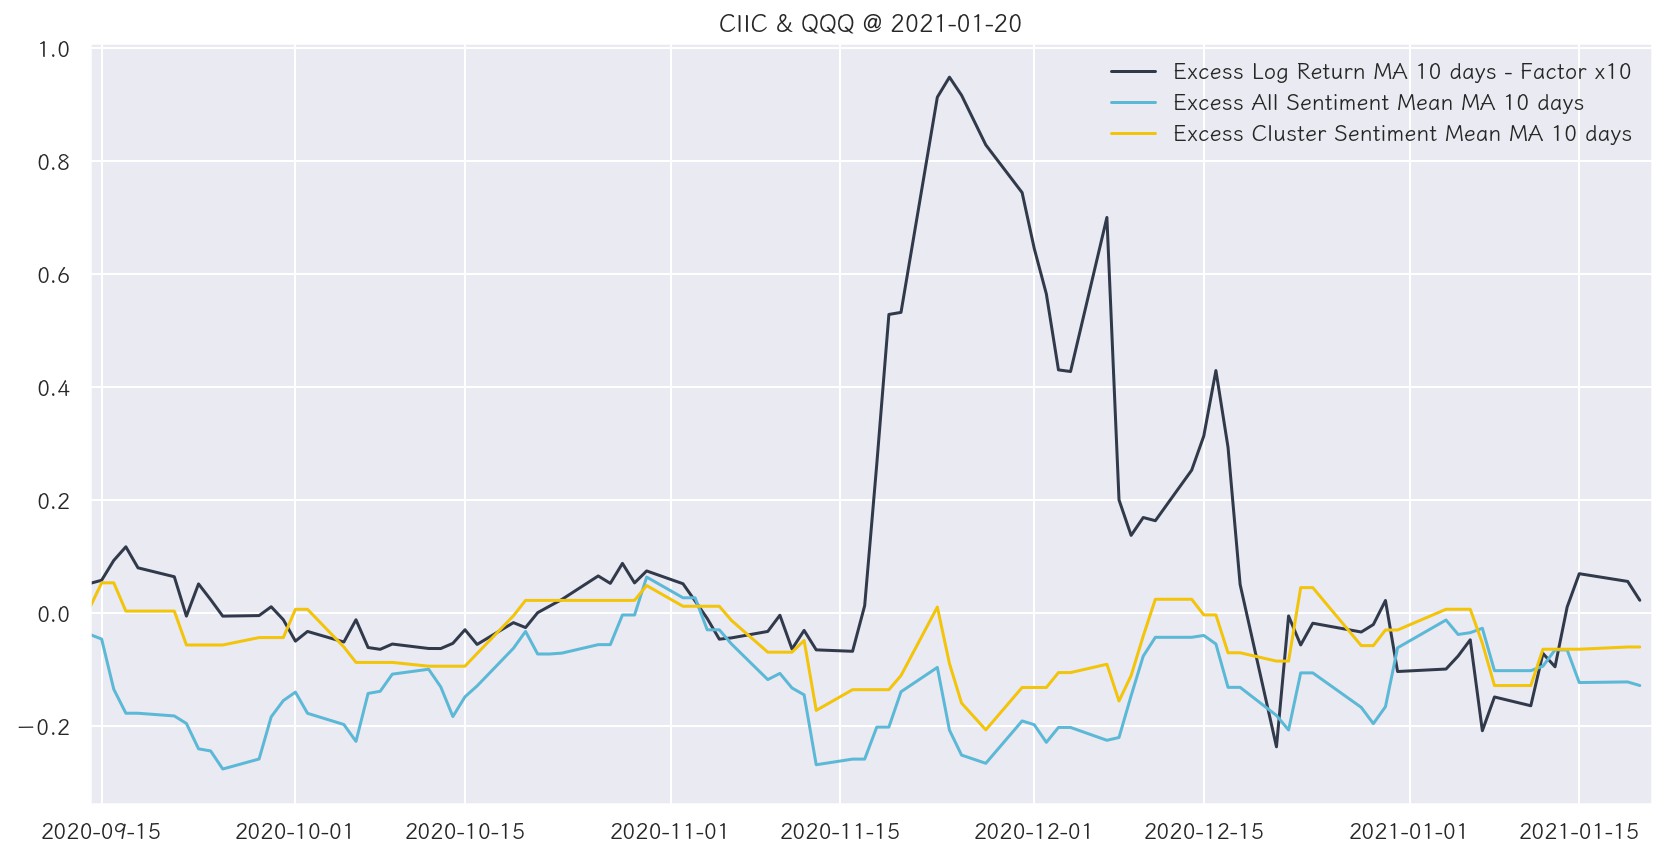 CIIC & QQQ @ 2021-01-20
1.0
0.8
0.6
0.4
0.2
0.0
−0.2
Excess Log Return MA 10 days - Factor x10
Excess All Sentiment Mean MA 10 days
Excess Cluster Sentiment Mean MA 10 days
2020-09-15 2020-10-01 2020-10-15 2020-11-01 2020-11-15 2020-12-01 2020-12-15 2021-01-01 2021-01-15